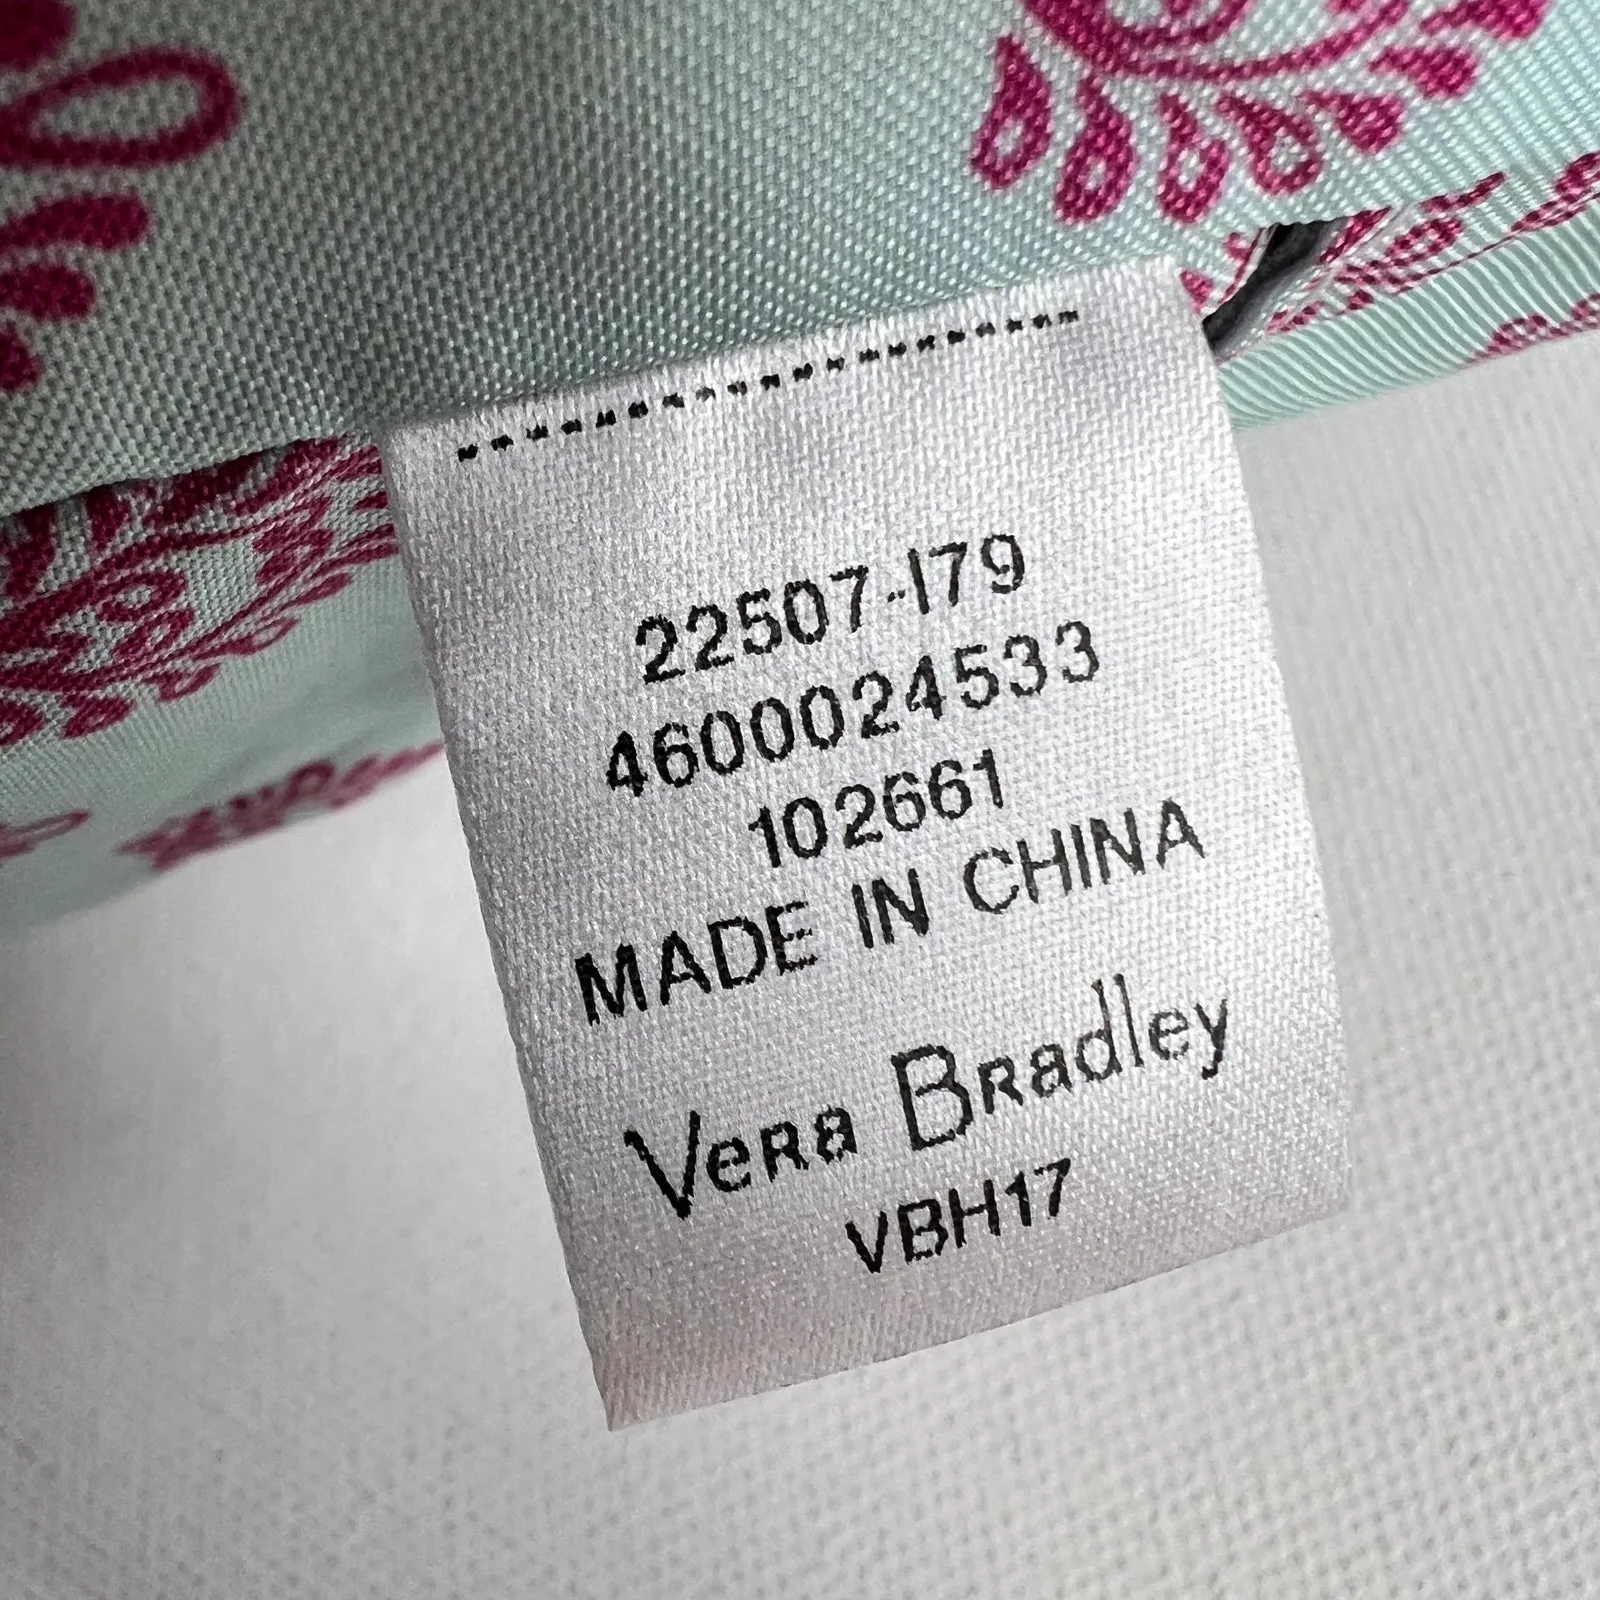 22507-I79
4600024533
102661
MADE IN CHINA
Vera Bradley
VBH17